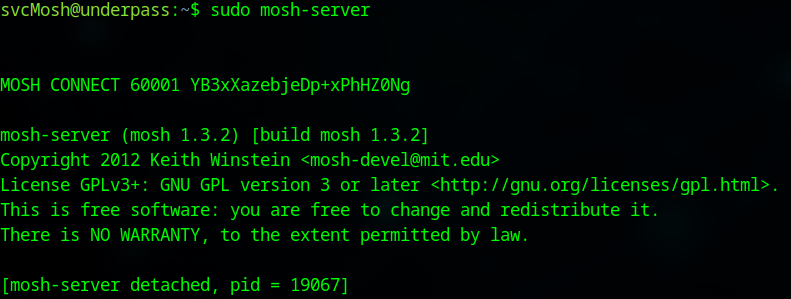 svcMosh@underpass:~$ sudo mosh-server
MOSH CONNECT 60001 YB3xXazebjeDp+xPhHZ0Ng
mosh-server (mosh 1.3.2) [build mosh 1.3.2]
Copyright 2012 Keith Winstein <mosh-devel@mit.edu>
License GPLv3+: GNU GPL version 3 or later <http://gnu.org/licenses/gpl.html>.
This is free software: you are free to change and redistribute it.
There is NO WARRANTY, to the extent permitted by law.
[mosh-server detached, pid = 19067]